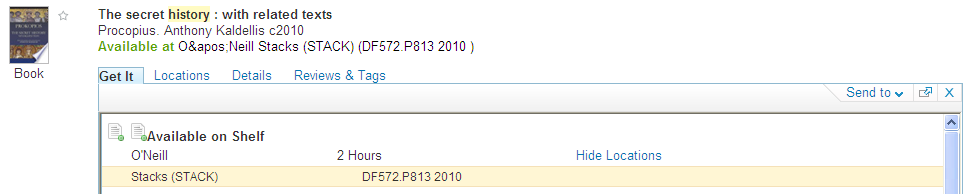 The secret history : with related texts
Procopius. Anthony Kaldellis c2010
Available at O&apos;Neill Stacks (STACK) (DF572.P813 2010 )
Book
Get It Locations Details Reviews & Tags
Send to
Available on Shelf
O'Neill 2 Hours Hide Locations
Stacks (STACK) DF572.P813 2010